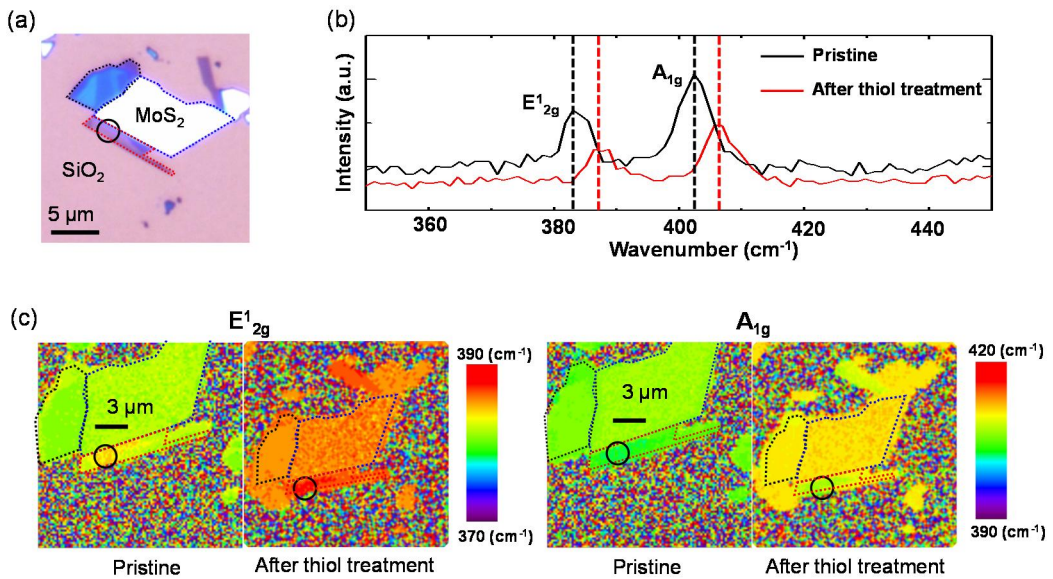 (a)
MoS₂
SiO₂
5 μm
(b)
Intensity (a.u.)
E¹₂g
A₁g
Pristine
After thiol treatment
360 380 400 420 440
Wavenumber (cm⁻¹)
(c)
E¹₂g
3 μm
390 (cm⁻¹)
370 (cm⁻¹)
Pristine
After thiol treatment
A₁g
3 μm
420 (cm⁻¹)
390 (cm⁻¹)
Pristine
After thiol treatment